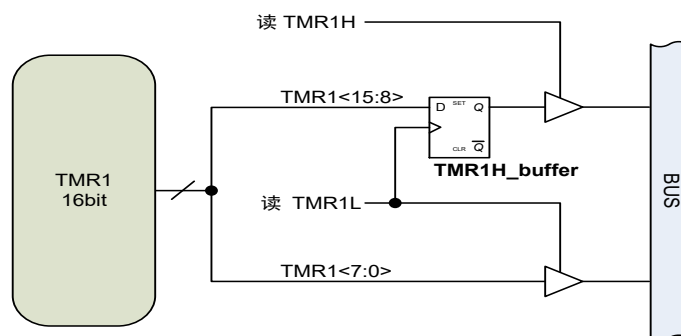 读 TMR1H
TMR1<15:8>
D SET Q
CLR Q
TMR1H_buffer
TMR1
16bit
读 TMR1L
TMR1<7:0>
BUS